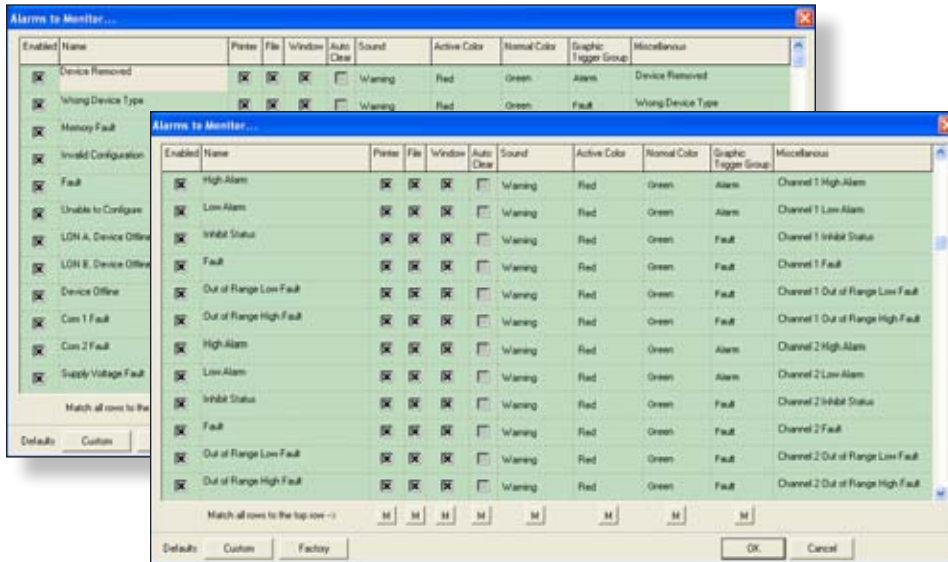 Alarms to Monitor...
Enabled Name Printer File Window Auto Clear Sound Active Color Normal Color Graphic Trigger Group Miscellanous
Device Removed Warning Red Green Alarm Device Removed
Wrong Device Type Warning Red Green Fault Wrong Device Type
Memory Fault
Invalid Configuration
Fault
Unable to Configure
LON A, Device Offline
LON B, Device Offline
Device Offline
Com 1 Fault
Com 2 Fault
Supply Voltage Fault
Match all rows to the
Defaults Custom
Alarms to Monitor...
Enabled Name Printer File Window Auto Clear Sound Active Color Normal Color Graphic Trigger Group Miscellanous
High Alarm Warning Red Green Alarm Channel 1 High Alarm
Low Alarm Warning Red Green Alarm Channel 1 Low Alarm
Inhibit Status Warning Red Green Fault Channel 1 Inhibit Status
Fault Warning Red Green Fault Channel 1 Fault
Out of Range Low Fault Warning Red Green Fault Channel 1 Out of Range Low Fault
Out of Range High Fault Warning Red Green Fault Channel 1 Out of Range High Fault
High Alarm Warning Red Green Alarm Channel 2 High Alarm
Low Alarm Warning Red Green Alarm Channel 2 Low Alarm
Inhibit Status Warning Red Green Fault Channel 2 Inhibit Status
Fault Warning Red Green Fault Channel 2 Fault
Out of Range Low Fault Warning Red Green Fault Channel 2 Out of Range Low Fault
Out of Range High Fault Warning Red Green Fault Channel 2 Out of Range High Fault
Match all rows to the top row --> M M M M M M M M
Defaults Custom Factory OK Cancel